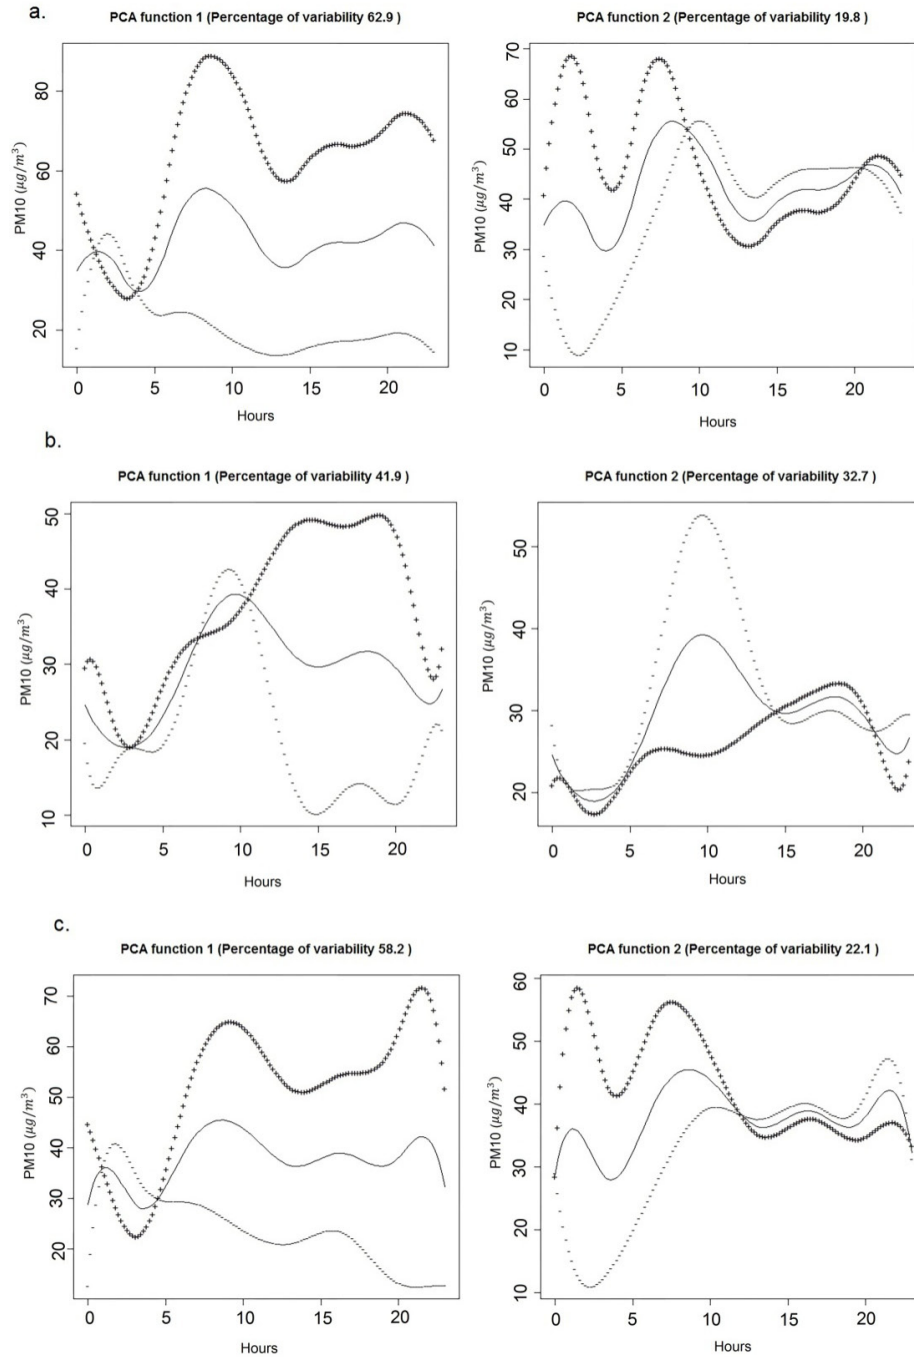 a.
PCA function 1 (Percentage of variability 62.9 )
PM10 (μg/m³)
80
60
40
20
0 5 10 15 20
Hours
PCA function 2 (Percentage of variability 19.8 )
PM10 (μg/m³)
70
60
50
40
30
20
10
0 5 10 15 20
Hours
b.
PCA function 1 (Percentage of variability 41.9 )
PM10 (μg/m³)
50
40
30
20
10
0 5 10 15 20
Hours
PCA function 2 (Percentage of variability 32.7 )
PM10 (μg/m³)
50
40
30
20
0 5 10 15 20
Hours
c.
PCA function 1 (Percentage of variability 58.2 )
PM10 (μg/m³)
70
60
50
40
30
20
0 5 10 15 20
Hours
PCA function 2 (Percentage of variability 22.1 )
PM10 (μg/m³)
60
50
40
30
20
10
0 5 10 15 20
Hours